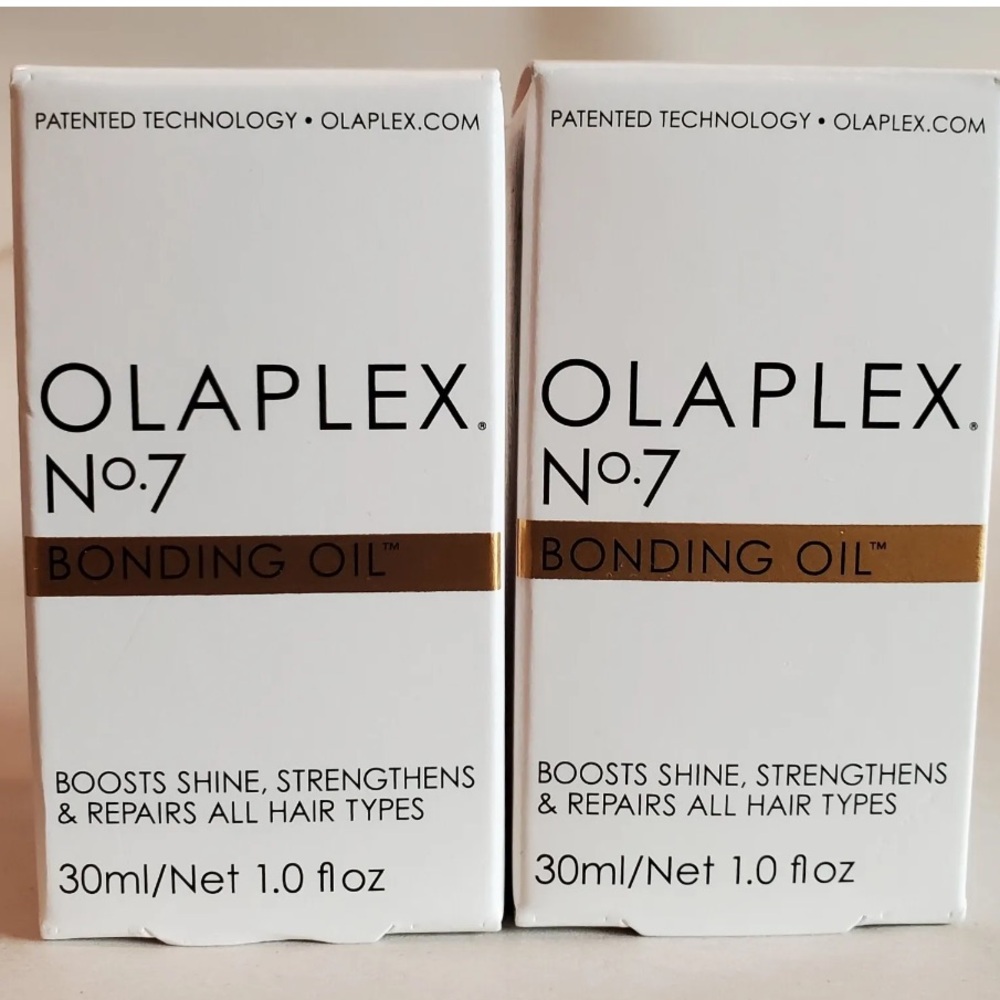 PATENTED TECHNOLOGY • OLAPLEX.COM
OLAPLEX®
Nº.7
BONDING OIL™
BOOSTS SHINE, STRENGTHENS
& REPAIRS ALL HAIR TYPES
30ml/Net 1.0 fl oz
PATENTED TECHNOLOGY • OLAPLEX.COM
OLAPLEX®
Nº.7
BONDING OIL™
BOOSTS SHINE, STRENGTHENS
& REPAIRS ALL HAIR TYPES
30ml/Net 1.0 fl oz